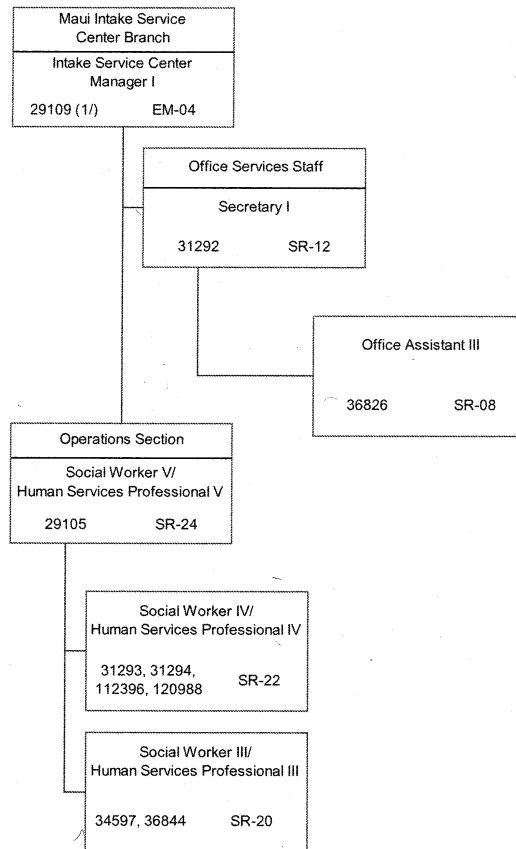 Maui Intake Service
Center Branch
Intake Service Center
Manager I
29109 (1/) EM-04
Office Services Staff
Secretary I
31292 SR-12
Office Assistant III
36826 SR-08
Operations Section
Social Worker V/
Human Services Professional V
29105 SR-24
Social Worker IV/
Human Services Professional IV
31293, 31294,
112396, 120988 SR-22
Social Worker III/
Human Services Professional III
34597, 36844 SR-20